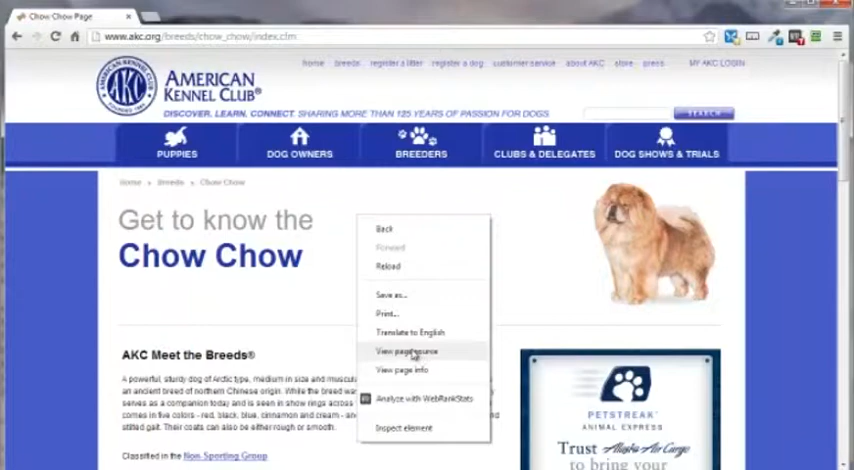 Chow Chow Page
www.akc.org/breeds/chow_chow/index.cfm
home breeds register a litter register a dog customer service about AKC store press MY AKC LOGIN
AKC
AMERICAN
KENNEL CLUB®
DISCOVER. LEARN. CONNECT. SHARING MORE THAN 125 YEARS OF PASSION FOR DOGS
SEARCH
PUPPIES DOG OWNERS BREEDERS CLUBS & DELEGATES DOG SHOWS & TRIALS
Home Breeds Chow Chow
Get to know the
Chow Chow
Back
Forward
Reload
Save as...
Print...
Translate to English
View page source
View page info
Analyze with WebRankStats
Inspect element
AKC Meet the Breeds®
A powerful, sturdy dog of Arctic type, medium in size and muscular
an ancient breed of northern Chinese origin. While the breed was
serves as a companion today and is seen in show rings across
comes in five colors - red, black, blue, cinnamon and cream - and
stilted gait. Their coats can also be either rough or smooth.
Classified in the Non-Sporting Group
PETSTREAK
ANIMAL EXPRESS
Trust Alaska Air Cargo
to bring your